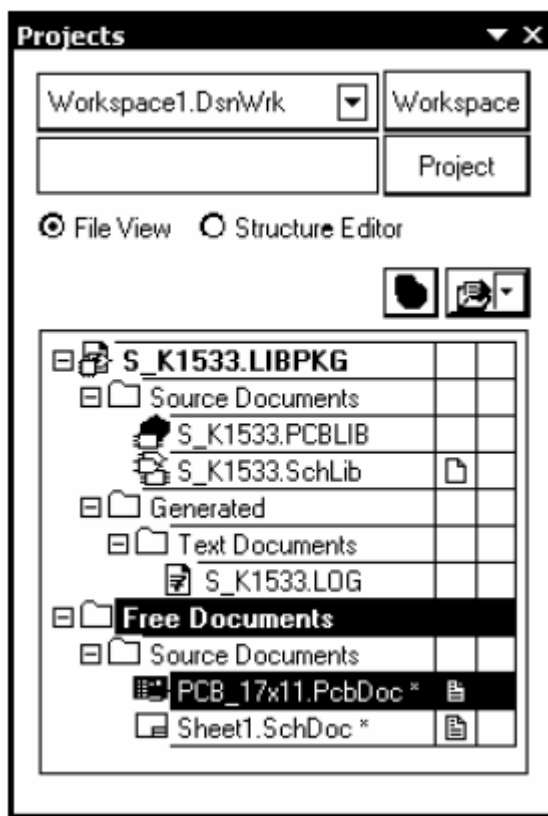 Projects
Workspace1.DsnWrk Workspace
Project
File View Structure Editor
S_K1533.LIBPKG
Source Documents
S_K1533.PCBLIB
S_K1533.SchLib
Generated
Text Documents
S_K1533.LOG
Free Documents
Source Documents
PCB_17x11.PcbDoc *
Sheet1.SchDoc *